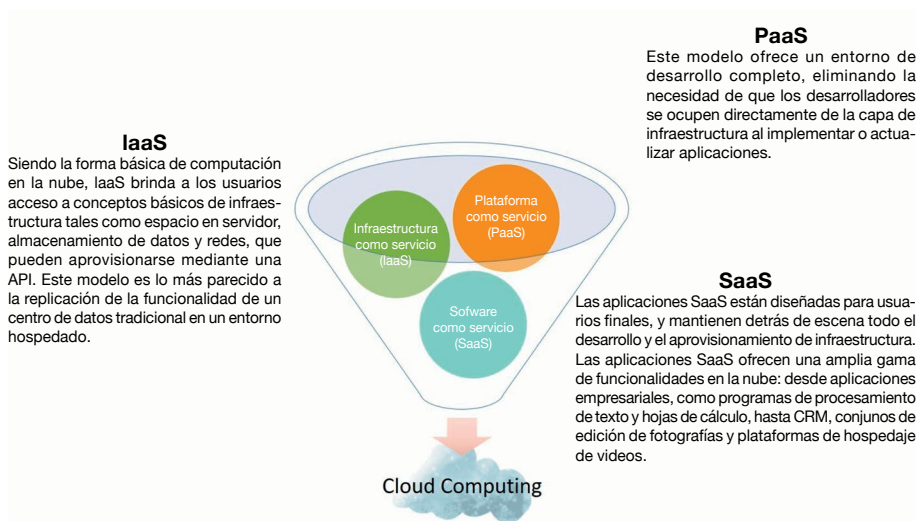 PaaS
Este modelo ofrece un entorno de
desarrollo completo, eliminando la
necesidad de que los desarrolladores
se ocupen directamente de la capa de
infraestructura al implementar o actua-
lizar aplicaciones.
IaaS
Siendo la forma básica de computación
en la nube, IaaS brinda a los usuarios
acceso a conceptos básicos de infraes-
tructura tales como espacio en servidor,
almacenamiento de datos y redes, que
pueden aprovisionarse mediante una
API. Este modelo es lo más parecido a
la replicación de la funcionalidad de un
centro de datos tradicional en un entorno
hospedado.
Infraestructura
como servicio
(IaaS)
Plataforma
como servicio
(PaaS)
Sofware
como servicio
(SaaS)
SaaS
Las aplicaciones SaaS están diseñadas para usua-
rios finales, y mantienen detrás de escena todo el
desarrollo y el aprovisionamiento de infraestructura.
Las aplicaciones SaaS ofrecen una amplia gama
de funcionalidades en la nube: desde aplicaciones
empresariales, como programas de procesamiento
de texto y hojas de cálculo, hasta CRM, conjunos de
edición de fotografías y plataformas de hospedaje
de videos.
Cloud Computing